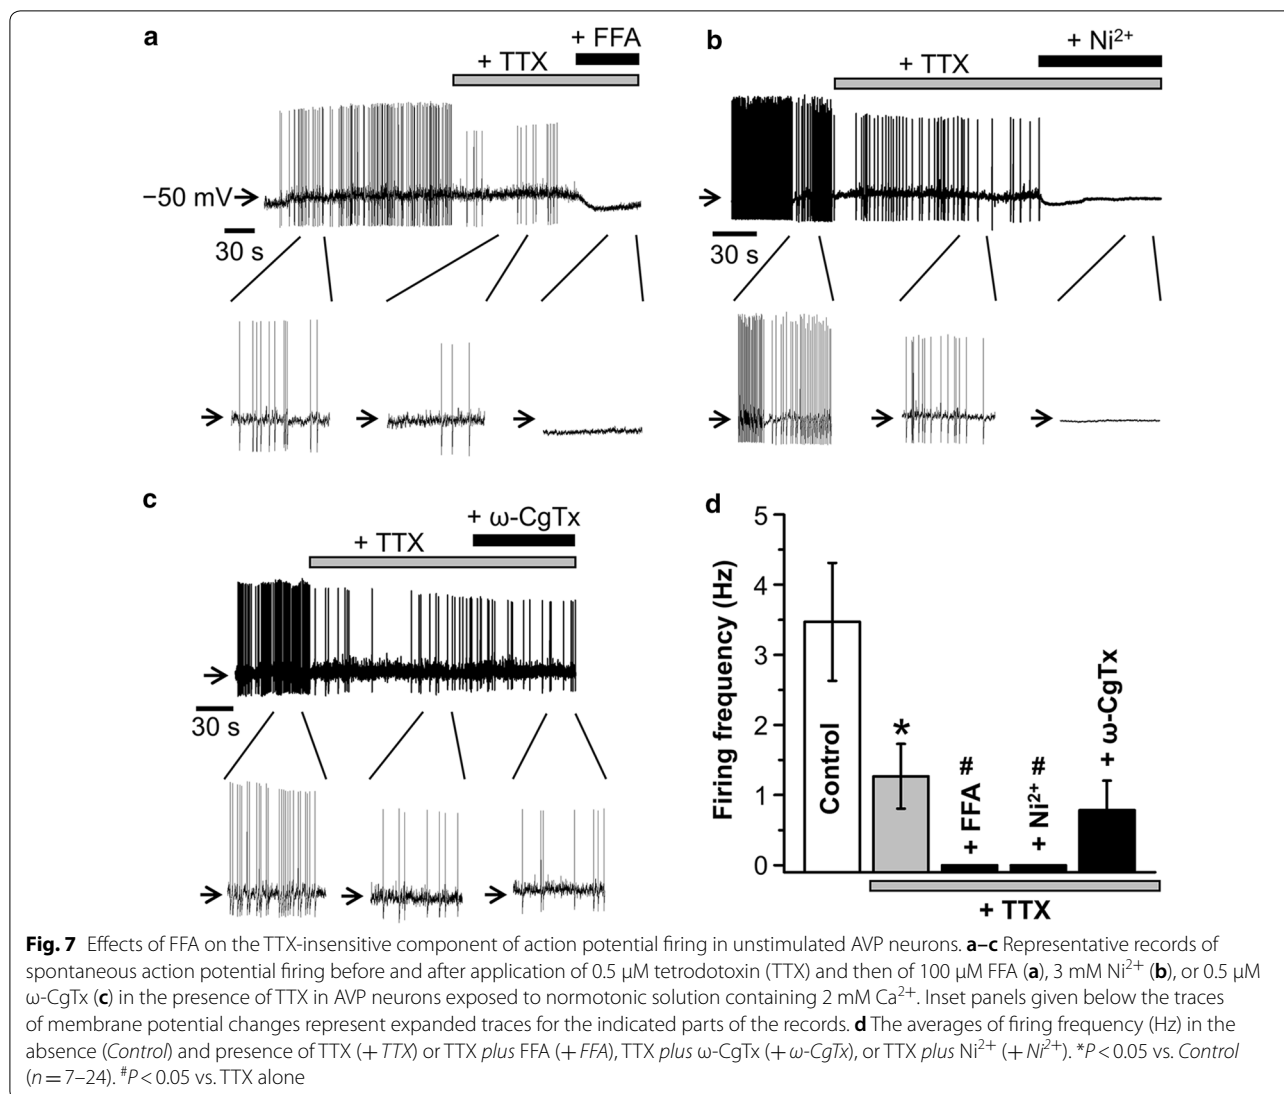 a
+ FFA
+ TTX
−50 mV
30 s
b
+ Ni²⁺
+ TTX
30 s
c
+ ω-CgTx
+ TTX
30 s
d
Firing frequency (Hz)
5
4
3
2
1
0
Control
*
+ FFA #
+ Ni²⁺ #
+ ω-CgTx
+ TTX
Fig. 7 Effects of FFA on the TTX-insensitive component of action potential firing in unstimulated AVP neurons. a–c Representative records of
spontaneous action potential firing before and after application of 0.5 µM tetrodotoxin (TTX) and then of 100 µM FFA (a), 3 mM Ni²⁺ (b), or 0.5 µM
ω-CgTx (c) in the presence of TTX in AVP neurons exposed to normotonic solution containing 2 mM Ca²⁺. Inset panels given below the traces
of membrane potential changes represent expanded traces for the indicated parts of the records. d The averages of firing frequency (Hz) in the
absence (Control) and presence of TTX (+ TTX) or TTX plus FFA (+ FFA), TTX plus ω-CgTx (+ ω-CgTx), or TTX plus Ni²⁺ (+ Ni²⁺). *P < 0.05 vs. Control
(n = 7–24). #P < 0.05 vs. TTX alone